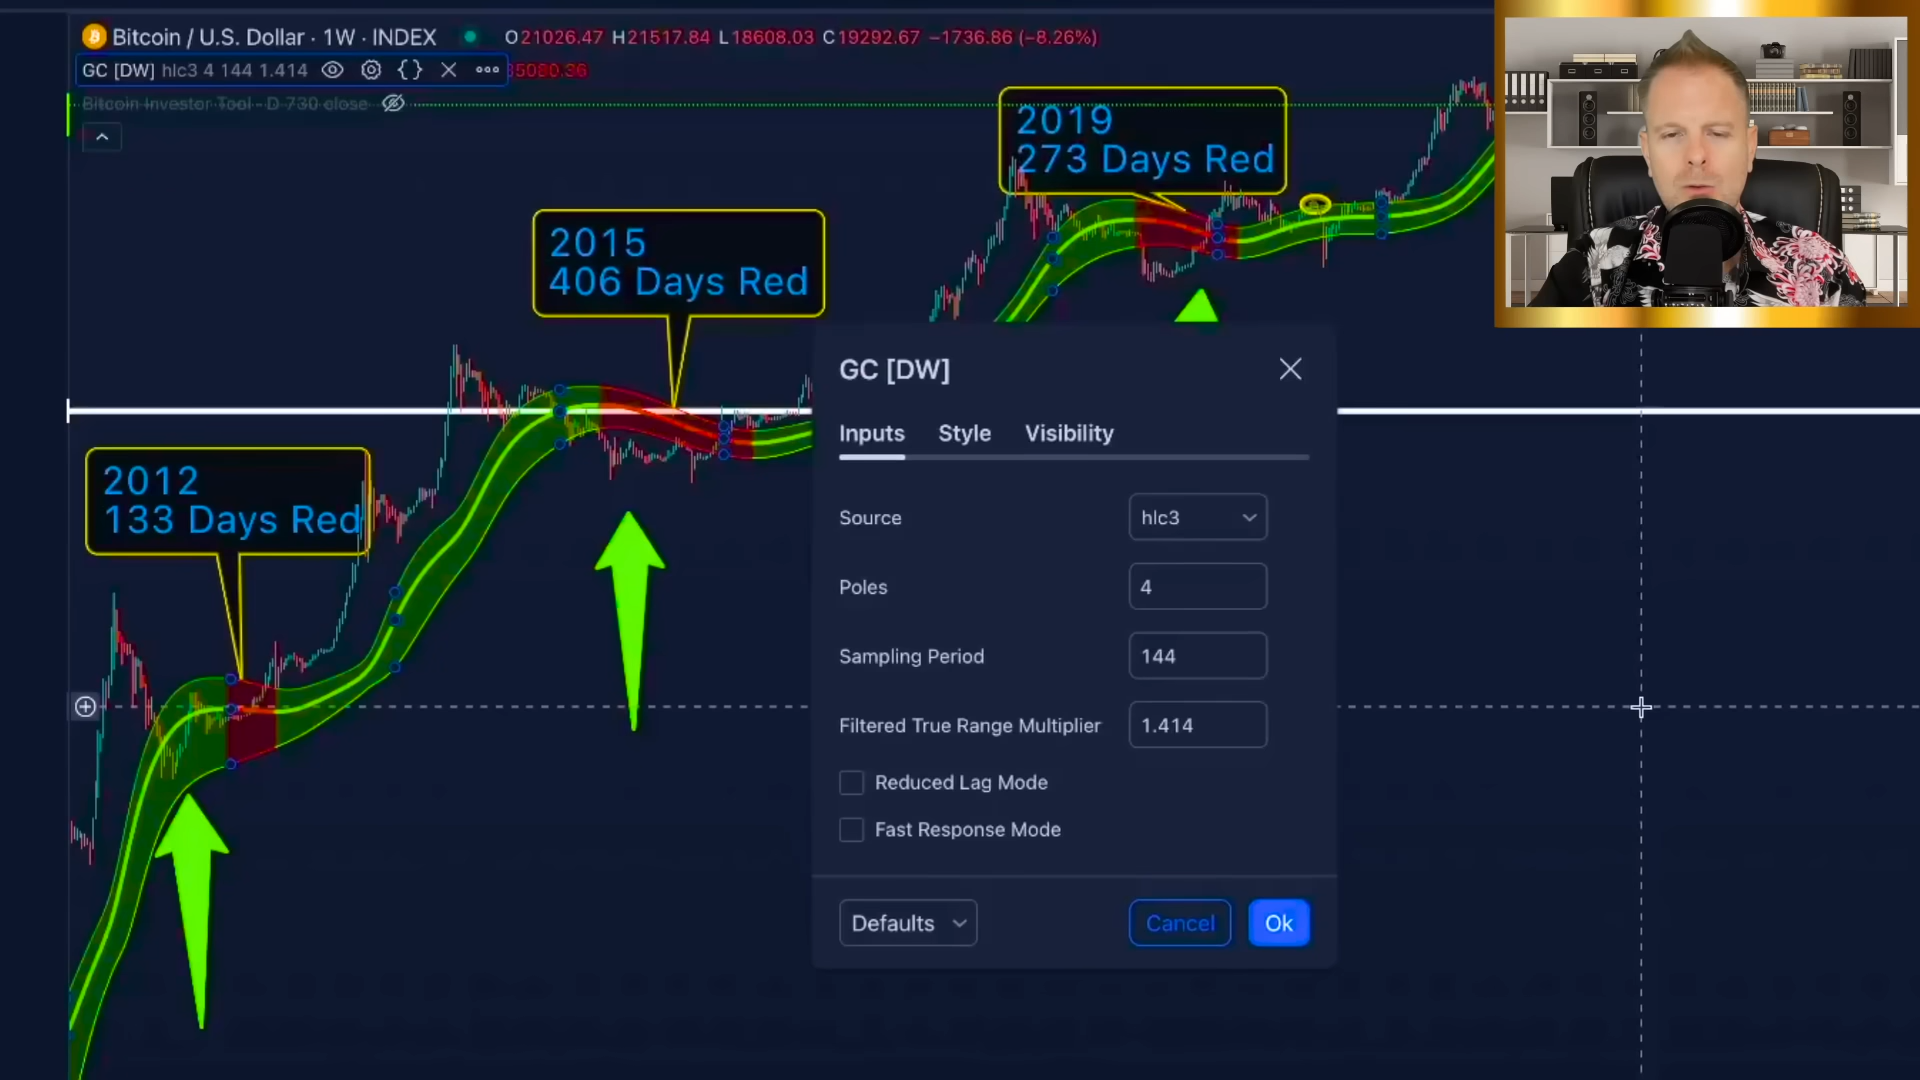 Bitcoin / U.S. Dollar · 1W · INDEX O21026.47 H21517.84 L18608.03 C19292.67 −1736.86 (−8.26%)
GC [DW] hlc3 4 144 1.414
Bitcoin Investor Tool - D 730 close
2019
273 Days Red
2015
406 Days Red
2012
133 Days Red
GC [DW]
Inputs Style Visibility
Source hlc3
Poles 4
Sampling Period 144
Filtered True Range Multiplier 1.414
Reduced Lag Mode
Fast Response Mode
Defaults Cancel Ok